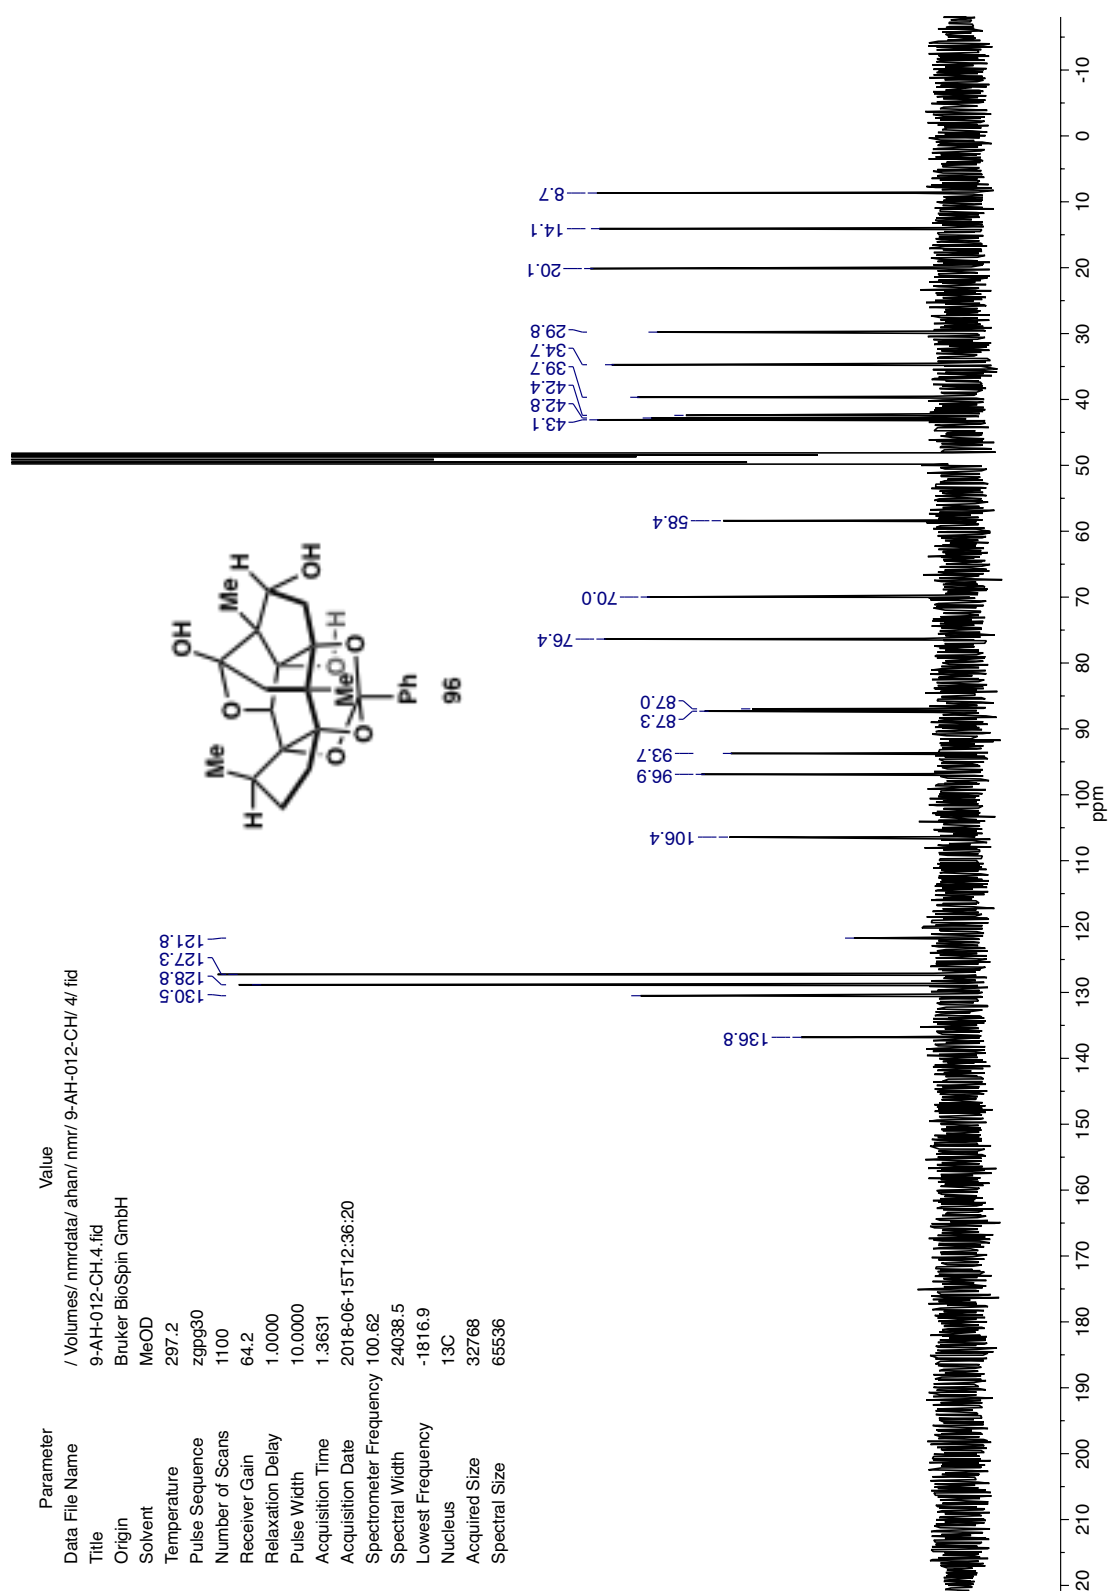 Parameter Value
Data File Name / Volumes/ nmrdata/ ahan/ nmr/ 9-AH-012-CH/ 4/ fid
Title 9-AH-012-CH.4.fid
Origin Bruker BioSpin GmbH
Solvent MeOD
Temperature 297.2
Pulse Sequence zgpg30
Number of Scans 1100
Receiver Gain 64.2
Relaxation Delay 1.0000
Pulse Width 10.0000
Acquisition Time 1.3631
Acquisition Date 2018-06-15T12:36:20
Spectrometer Frequency 100.62
Spectral Width 24038.5
Lowest Frequency -1816.9
Nucleus 13C
Acquired Size 32768
Spectral Size 65536
OH
Me
H
O
Me
H
OH
O
H
O
Me
O
O
Ph
96
136.8
130.5
128.8
127.3
121.8
106.4
96.9
93.7
87.3
87.0
76.4
70.0
58.4
43.1
42.8
42.4
39.7
34.7
29.8
20.1
14.1
8.7
20 210 200 190 180 170 160 150 140 130 120 110 100 90 80 70 60 50 40 30 20 10 0 -10
ppm